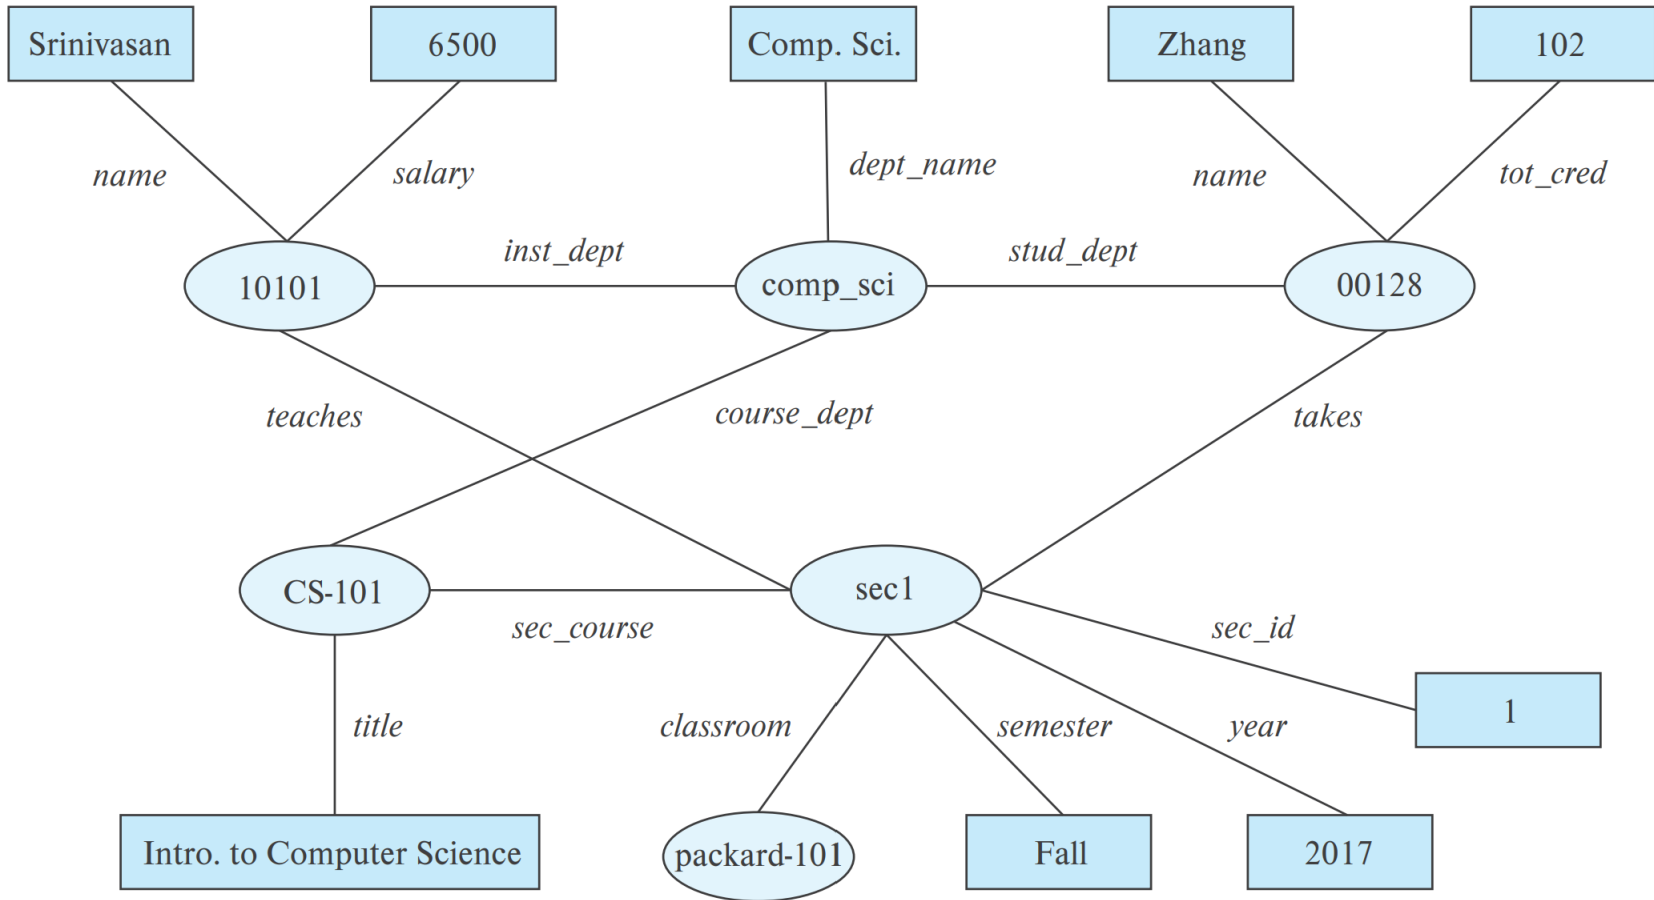 Srinivasan
6500
Comp. Sci.
Zhang
102
name
salary
dept_name
name
tot_cred
inst_dept
stud_dept
10101
comp_sci
00128
teaches
course_dept
takes
CS-101
sec1
sec_course
sec_id
title
classroom
semester
year
1
Intro. to Computer Science
packard-101
Fall
2017